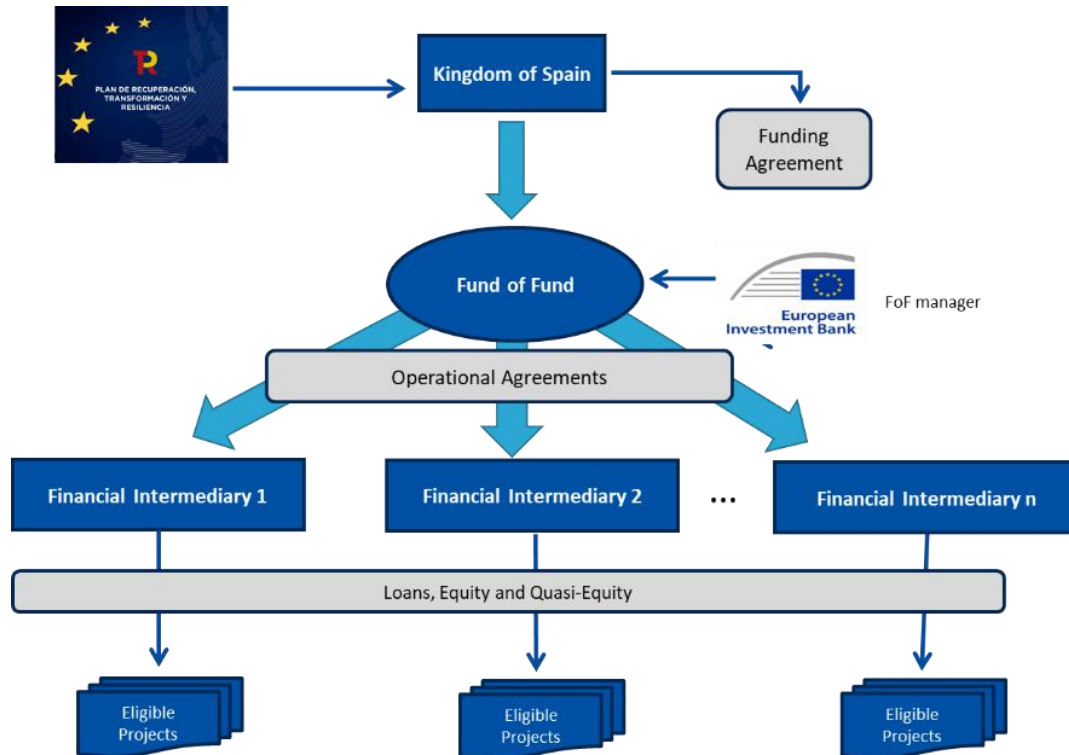 TR
PLAN DE RECUPERACIÓN,
TRANSFORMACIÓN Y
RESILIENCIA
Kingdom of Spain
Funding
Agreement
Fund of Fund
European
Investment Bank
FoF manager
Operational Agreements
Financial Intermediary 1
Financial Intermediary 2
...
Financial Intermediary n
Loans, Equity and Quasi-Equity
Eligible
Projects
Eligible
Projects
Eligible
Projects